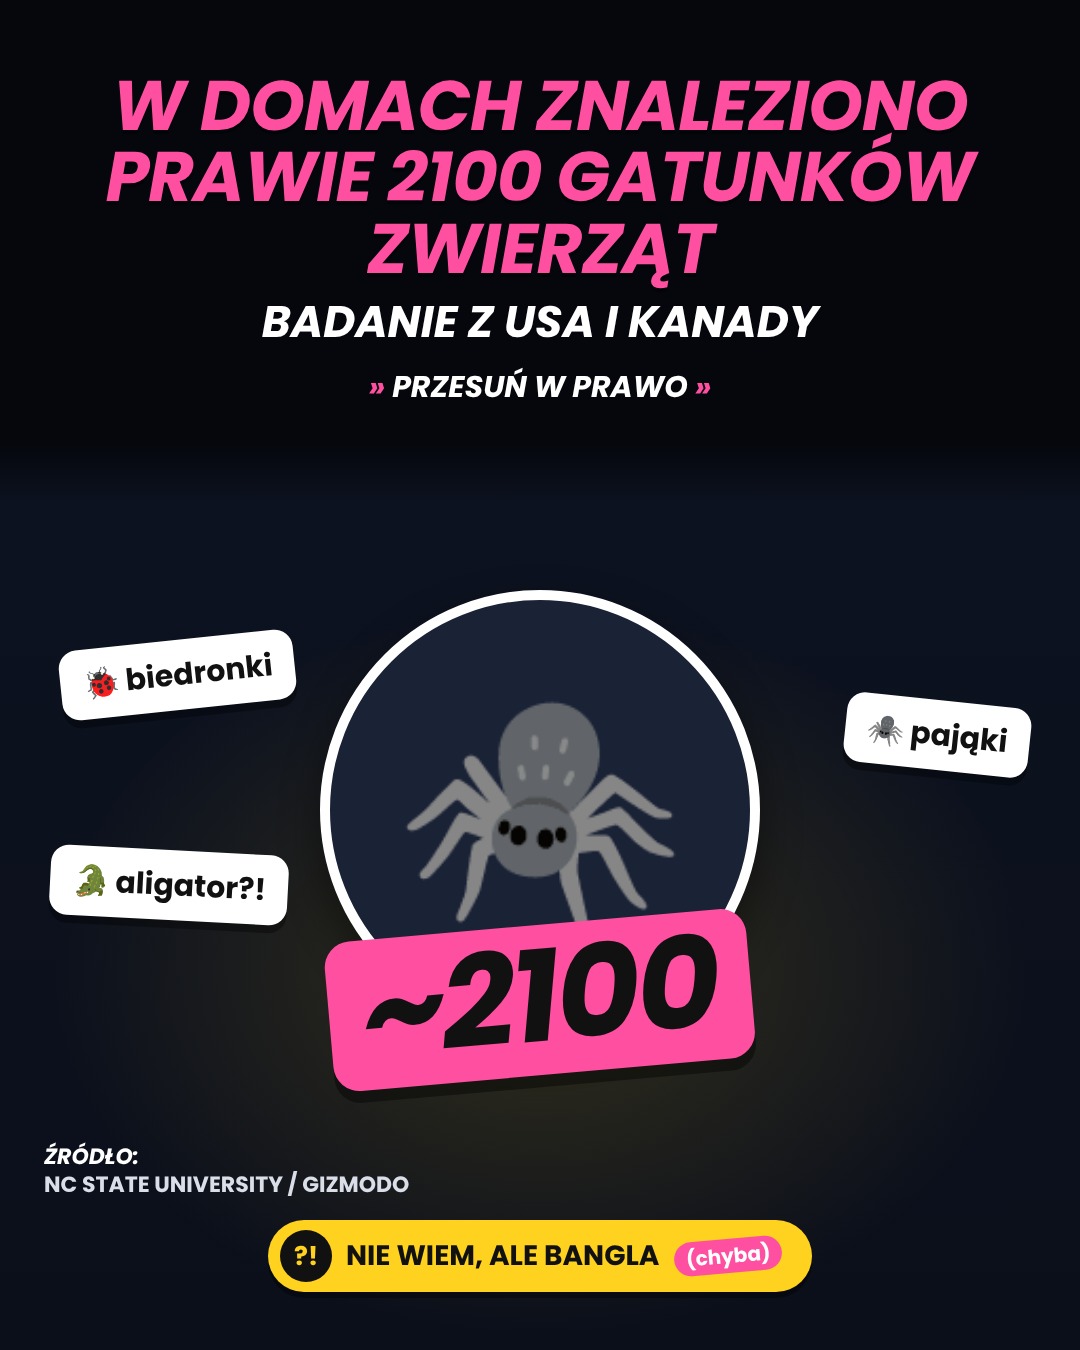 W DOMACH ZNALEZIONO
PRAWIE 2100 GATUNKÓW
ZWIERZĄT
BADANIE Z USA I KANADY
» PRZESUŃ W PRAWO »
🐞 biedronki
🕷️ pająki
🐊 aligator?!
~2100
ŹRÓDŁO:
NC STATE UNIVERSITY / GIZMODO
?! NIE WIEM, ALE BANGLA (chyba)